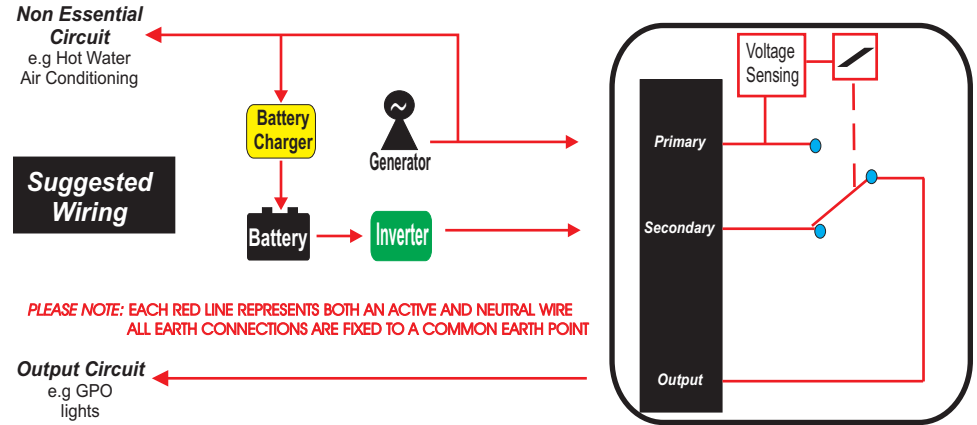 Non Essential
Circuit
e.g Hot Water
Air Conditioning
Battery
Charger
Generator
Suggested
Wiring
Battery
Inverter
Voltage
Sensing
Primary
Secondary
Output
PLEASE NOTE: EACH RED LINE REPRESENTS BOTH AN ACTIVE AND NEUTRAL WIRE
ALL EARTH CONNECTIONS ARE FIXED TO A COMMON EARTH POINT
Output Circuit
e.g GPO
lights